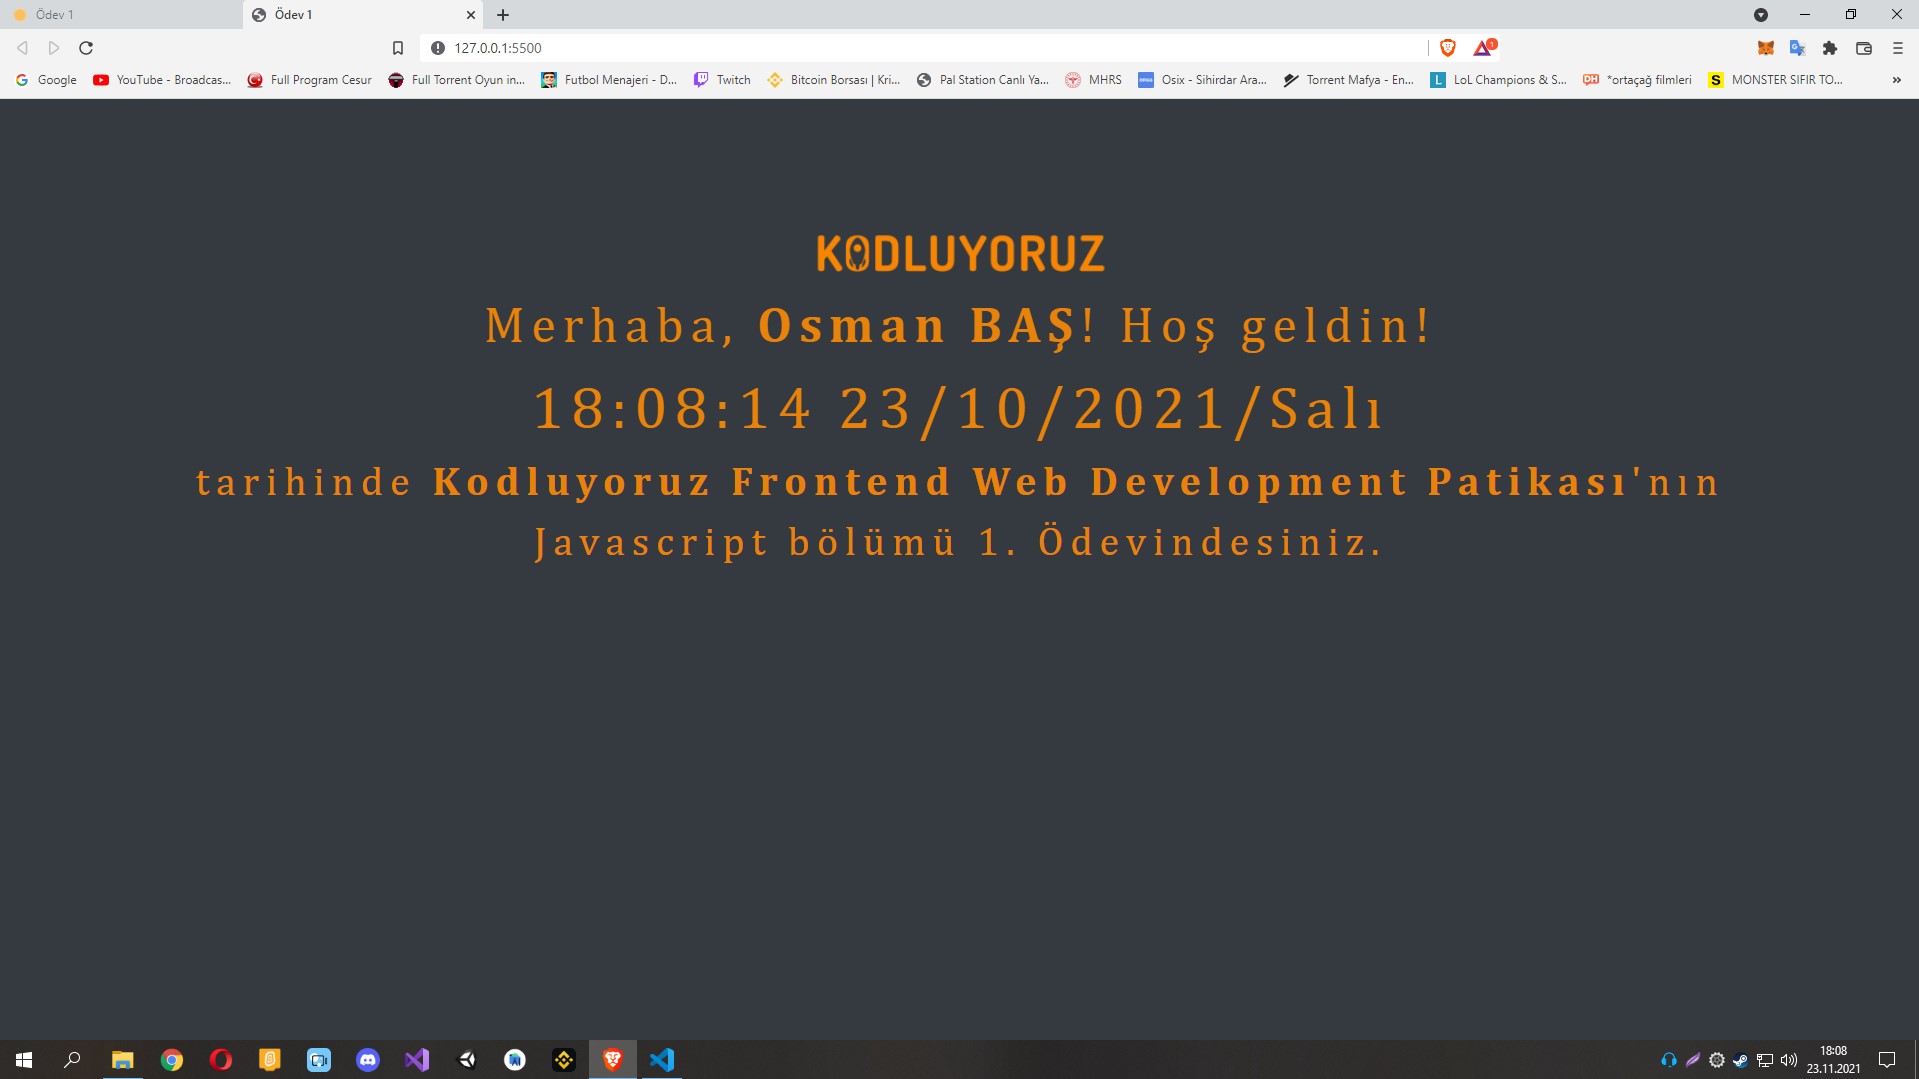 Ödev 1
Ödev 1
127.0.0.1:5500
1
Google
YouTube - Broadcas...
Full Program Cesur
Full Torrent Oyun in...
Futbol Menajeri - D...
Twitch
Bitcoin Borsası | Kri...
Pal Station Canlı Ya...
MHRS
Osix - Sihirdar Ara...
Torrent Mafya - En...
L
LoL Champions & S...
DH
*ortaçağ filmleri
S
MONSTER SIFIR TO...
»
KODLUYORUZ
Merhaba, Osman BAŞ! Hoş geldin!
18:08:14 23/10/2021/Salı
tarihinde Kodluyoruz Frontend Web Development Patikası'nın
Javascript bölümü 1. Ödevindesiniz.
18:08
23.11.2021